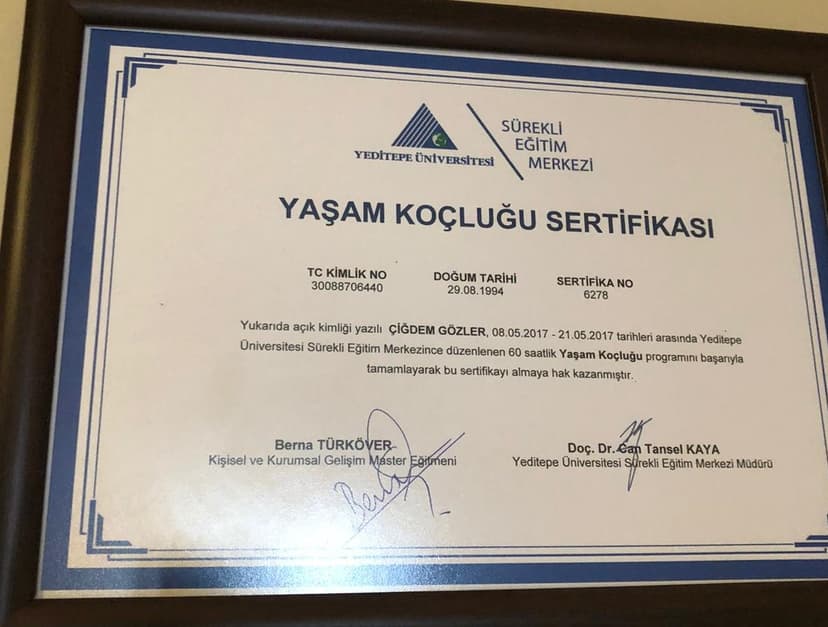 YEDİTEPE ÜNİVERSİTESİ
SÜREKLİ
EĞİTİM
MERKEZİ
YAŞAM KOÇLUĞU SERTİFİKASI
TC KİMLİK NO DOĞUM TARİHİ SERTİFİKA NO
30088706440 29.08.1994 6278
Yukarıda açık kimliği yazılı ÇİĞDEM GÖZLER, 08.05.2017 - 21.05.2017 tarihleri arasında Yeditepe
Üniversitesi Sürekli Eğitim Merkezince düzenlenen 60 saatlik Yaşam Koçluğu programını başarıyla
tamamlayarak bu sertifikayı almaya hak kazanmıştır.
Berna TÜRKÖVER
Kişisel ve Kurumsal Gelişim Master Eğitmeni
Berna
Doç. Dr. Can Tansel KAYA
Yeditepe Üniversitesi Sürekli Eğitim Merkezi Müdürü